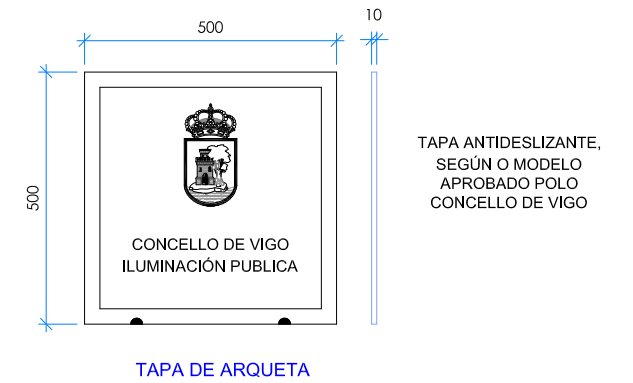 500
10
500
TAPA ANTIDESLIZANTE,
SEGÚN O MODELO
APROBADO POLO
CONCELLO DE VIGO
CONCELLO DE VIGO
ILUMINACIÓN PUBLICA
TAPA DE ARQUETA